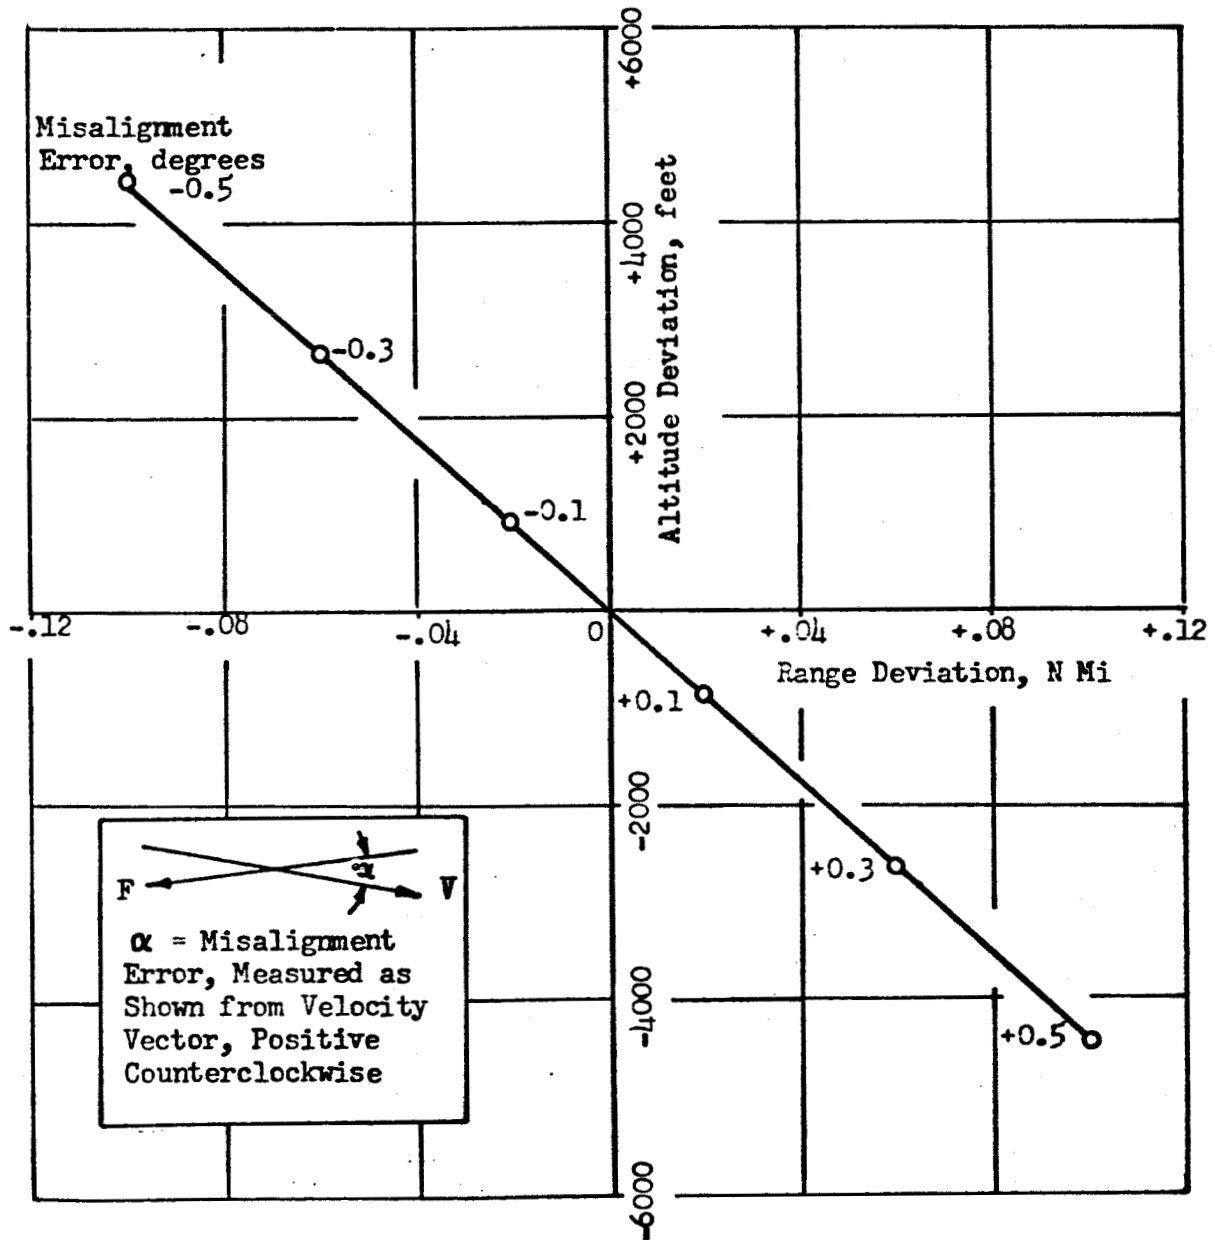 +6000
Misalignment
Error, degrees
-0.5
+4000
Altitude Deviation, feet
-0.3
+2000
-0.1
-.12
-.08
-.04
0
+.04
+.08
+.12
Range Deviation, N Mi
+0.1
-2000
+0.3
F
α
V
α = Misalignment
Error, Measured as
Shown from Velocity
Vector, Positive
Counterclockwise
-4000
+0.5
-6000